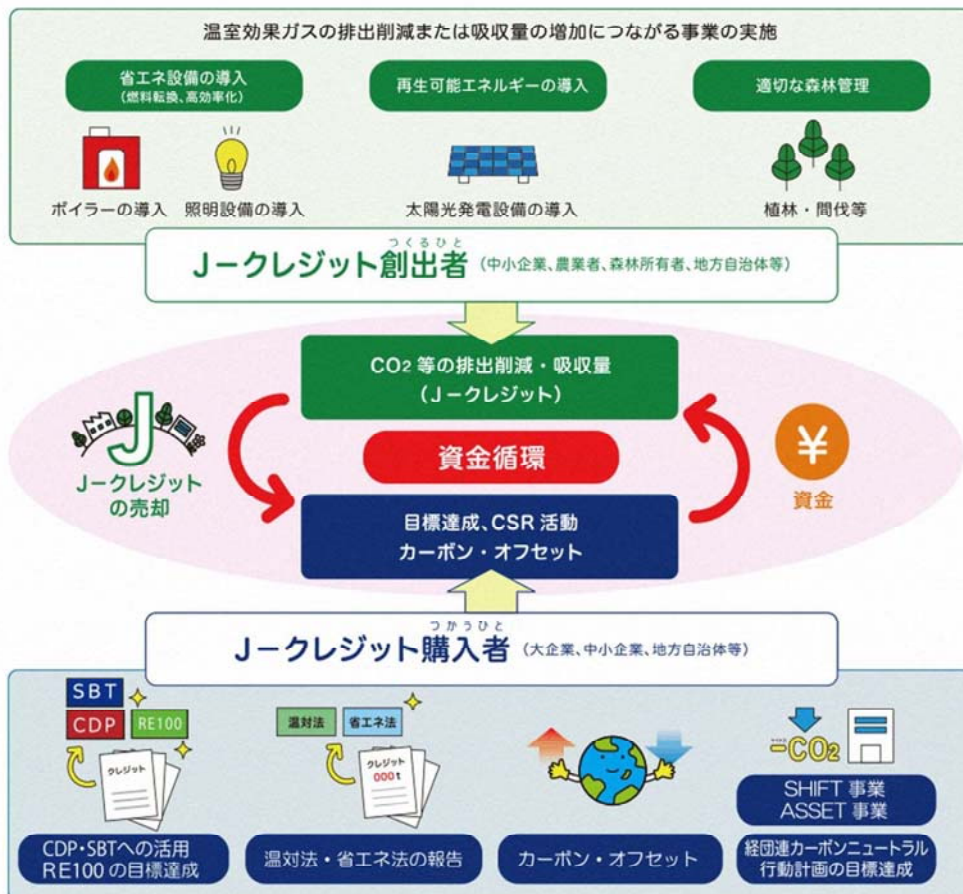 温室効果ガスの排出削減または吸収量の増加につながる事業の実施
省エネ設備の導入
(燃料転換、高効率化)
再生可能エネルギーの導入
適切な森林管理
ボイラーの導入
照明設備の導入
太陽光発電設備の導入
植林・間伐等
つくるひと
J－クレジット創出者 (中小企業、農業者、森林所有者、地方自治体等)
CO2 等の排出削減・吸収量
(J－クレジット)
J
J－クレジット
の売却
資金循環
¥
資金
目標達成、CSR 活動
カーボン・オフセット
つかうひと
J－クレジット購入者 (大企業、中小企業、地方自治体等)
SBT
CDP
RE100
クレジット
CDP・SBTへの活用
RE100の目標達成
温対法
省エネ法
クレジット
000t
温対法・省エネ法の報告
カーボン・オフセット
-CO2
SHIFT 事業
ASSET 事業
経団連カーボンニュートラル
行動計画の目標達成